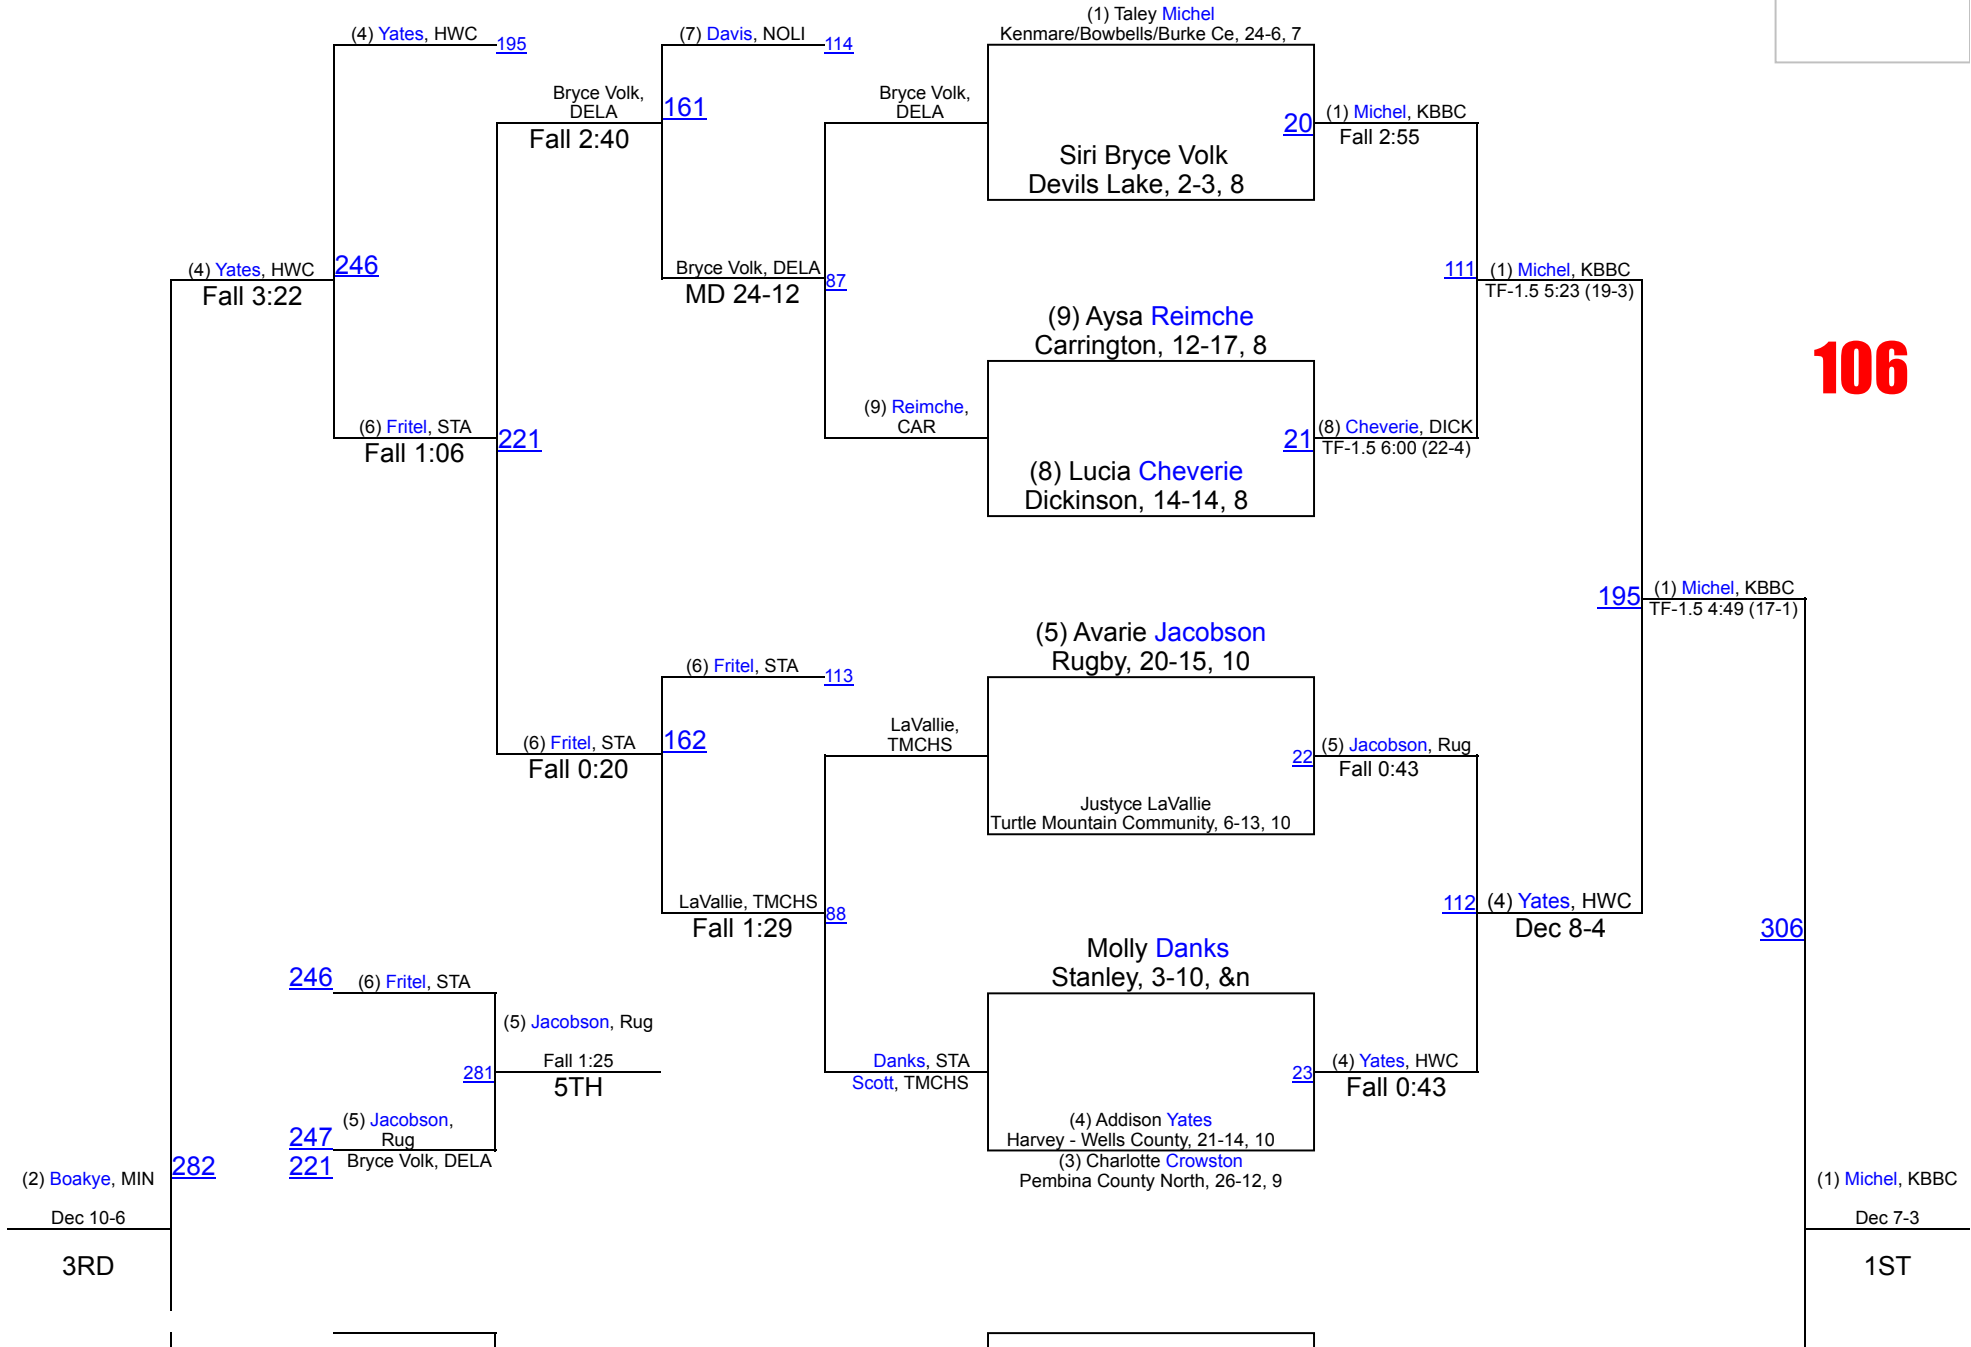 (1) Taley Michel
Kenmare/Bowbells/Burke Ce, 24-6, 7
(4) Yates, HWC
195
(7) Davis, NOLI
114
Bryce Volk,
DELA
Fall 2:40
161
Bryce Volk,
DELA
20
(1) Michel, KBBC
Fall 2:55
Siri Bryce Volk
Devils Lake, 2-3, 8
(4) Yates, HWC
Fall 3:22
246
Bryce Volk, DELA
MD 24-12
87
111
(1) Michel, KBBC
TF-1.5 5:23 (19-3)
(9) Aysa Reimche
Carrington, 12-17, 8
106
(9) Reimche,
CAR
(6) Fritel, STA
Fall 1:06
221
21
(8) Cheverie, DICK
TF-1.5 6:00 (22-4)
(8) Lucia Cheverie
Dickinson, 14-14, 8
195
(1) Michel, KBBC
TF-1.5 4:49 (17-1)
(5) Avarie Jacobson
Rugby, 20-15, 10
(6) Fritel, STA
113
LaVallie,
TMCHS
(6) Fritel, STA
Fall 0:20
162
22
(5) Jacobson, Rug
Fall 0:43
Justyce LaVallie
Turtle Mountain Community, 6-13, 10
LaVallie, TMCHS
Fall 1:29
88
112
(4) Yates, HWC
Dec 8-4
306
Molly Danks
Stanley, 3-10, &n
246
(6) Fritel, STA
(5) Jacobson, Rug
Fall 1:25
5TH
281
Danks, STA
Scott, TMCHS
23
(4) Yates, HWC
Fall 0:43
(4) Addison Yates
Harvey - Wells County, 21-14, 10
(3) Charlotte Crowston
Pembina County North, 26-12, 9
(5) Jacobson,
Rug
247
221
Bryce Volk, DELA
(2) Boakye, MIN
282
Dec 10-6
3RD
(1) Michel, KBBC
Dec 7-3
1ST